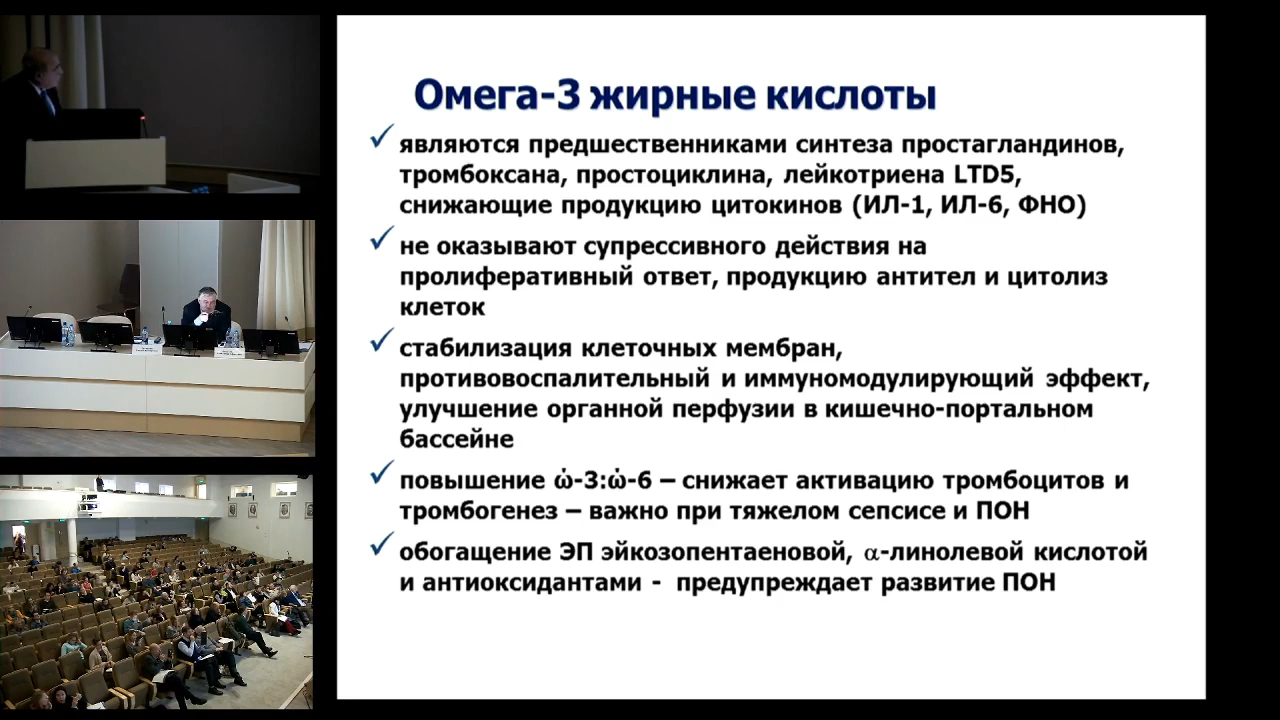 Омега-3 жирные кислоты
являются предшественниками синтеза простагландинов,
тромбоксана, простоциклина, лейкотриена LTD5,
снижающие продукцию цитокинов (ИЛ-1, ИЛ-6, ФНО)
не оказывают супрессивного действия на
пролиферативный ответ, продукцию антител и цитолиз
клеток
стабилизация клеточных мембран,
противовоспалительный и иммуномодулирующий эффект,
улучшение органной перфузии в кишечно-портальном
бассейне
повышение ὠ-3:ὠ-6 – снижает активацию тромбоцитов и
тромбогенез – важно при тяжелом сепсисе и ПОН
обогащение ЭП эйкозопентаеновой, α-линолевой кислотой
и антиоксидантами - предупреждает развитие ПОН